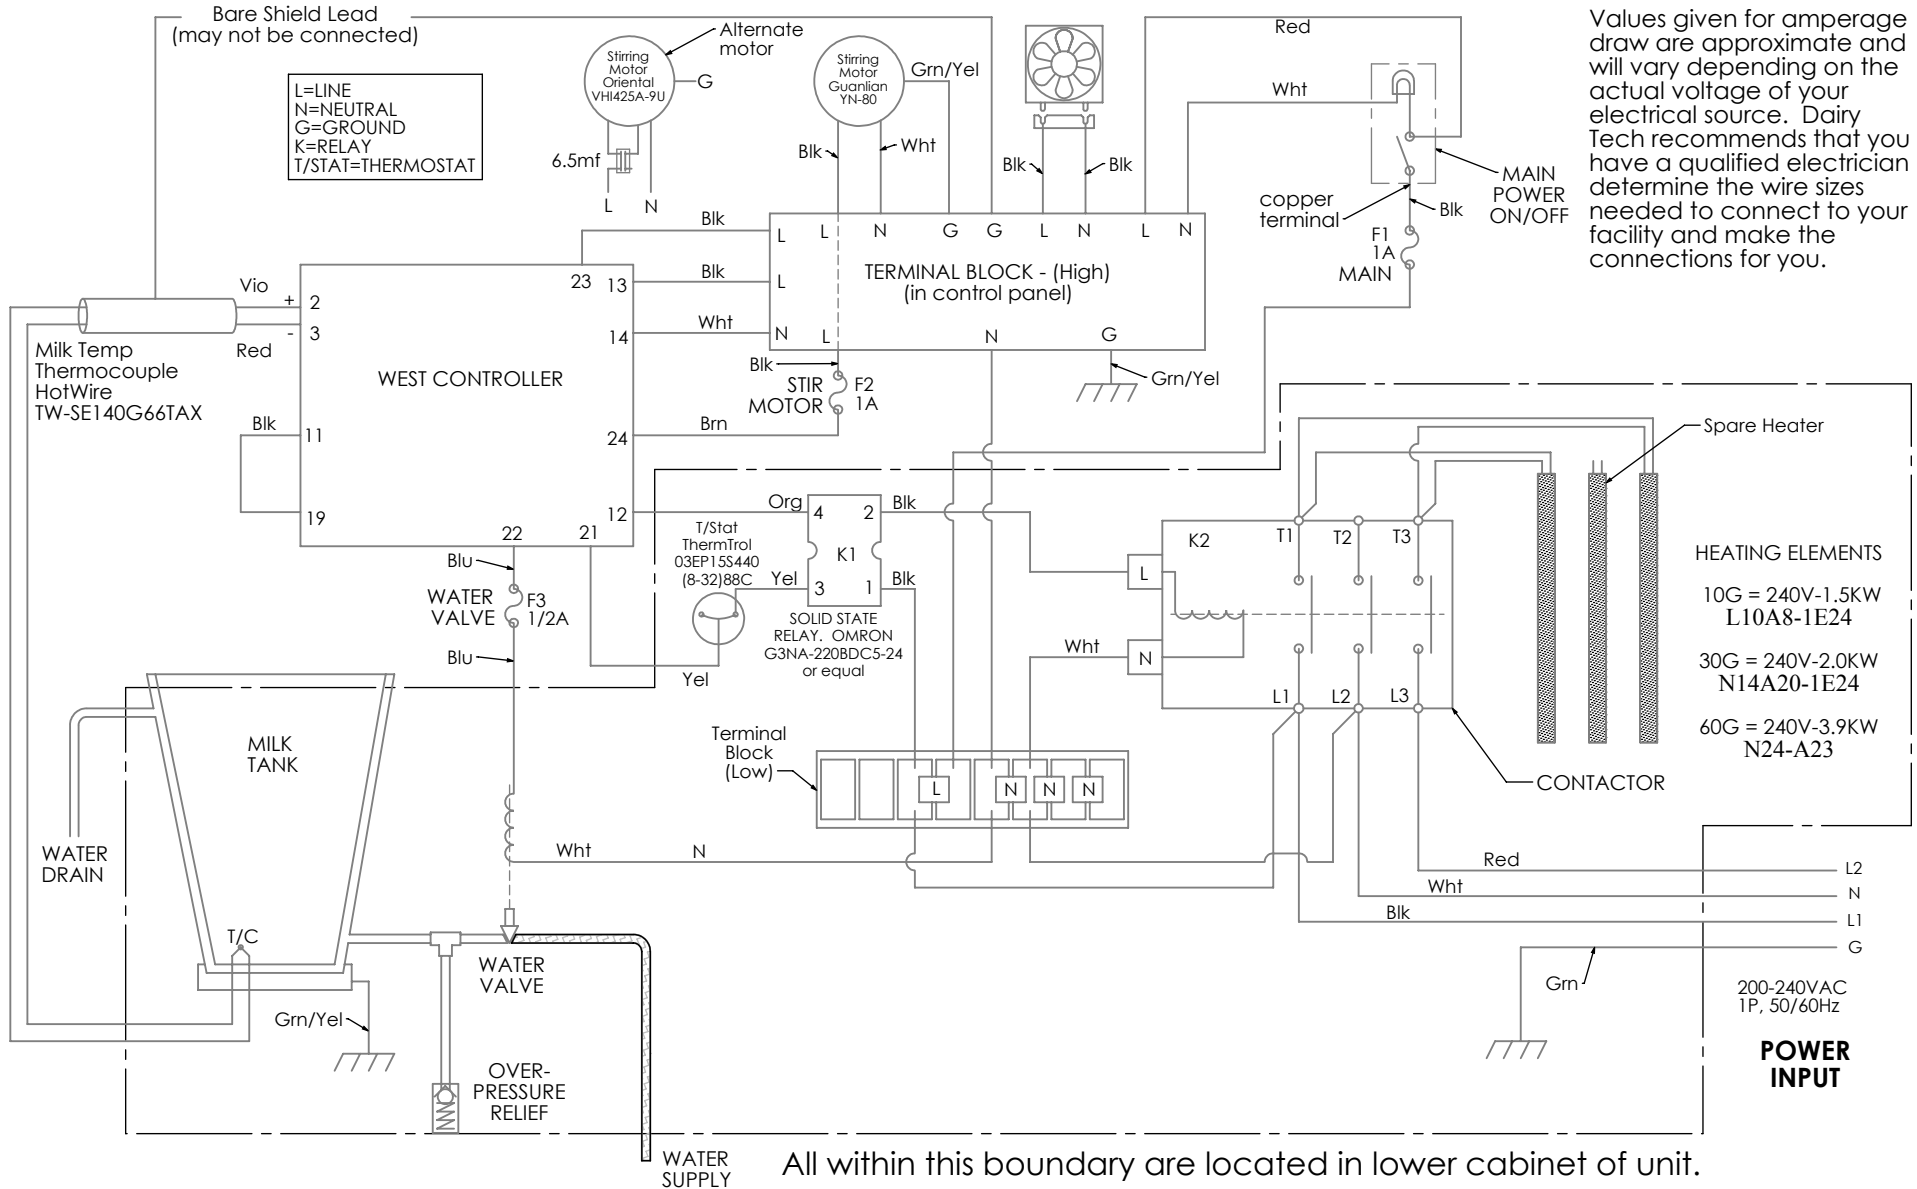 Bare Shield Lead
(may not be connected)
L=LINE
N=NEUTRAL
G=GROUND
K=RELAY
T/STAT=THERMOSTAT
Alternate
motor
Stirring
Motor
Oriental
VHI425A-9U
G
6.5mf
L N
Stirring
Motor
Guanlian
YN-80
Grn/Yel
Blk
Wht
Blk
Blk
Red
Wht
MAIN
POWER
ON/OFF
copper
terminal
Blk
F1
1A
MAIN
Values given for amperage
draw are approximate and
will vary depending on the
actual voltage of your
electrical source. Dairy
Tech recommends that you
have a qualified electrician
determine the wire sizes
needed to connect to your
facility and make the
connections for you.
L L N G G L N L N
TERMINAL BLOCK - (High)
(in control panel)
L
N L N G
Blk
Blk
Wht
Blk
STIR
MOTOR
F2
1A
Brn
Grn/Yel
Vio
+
-
Red
Milk Temp
Thermocouple
HotWire
TW-SE140G66TAX
Blk
2
3
11
19
23
13
14
24
12
22
21
WEST CONTROLLER
Blu
WATER
VALVE
F3
1/2A
Blu
Org
T/Stat
ThermTrol
03EP15S440
(8-32)88C
Yel
Yel
4 2
K1
3 1
Blk
Blk
SOLID STATE
RELAY. OMRON
G3NA-220BDC5-24
or equal
K2
T1 T2 T3
L
N
Wht
L1 L2 L3
CONTACTOR
Spare Heater
HEATING ELEMENTS
10G = 240V-1.5KW
L10A8-1E24
30G = 240V-2.0KW
N14A20-1E24
60G = 240V-3.9KW
N24-A23
Terminal
Block
(Low)
L N N N
Wht N
MILK
TANK
WATER
DRAIN
T/C
Grn/Yel
WATER
VALVE
OVER-
PRESSURE
RELIEF
WATER
SUPPLY
Red L2
Wht N
Blk L1
G
Grn
200-240VAC
1P, 50/60Hz
POWER
INPUT
All within this boundary are located in lower cabinet of unit.